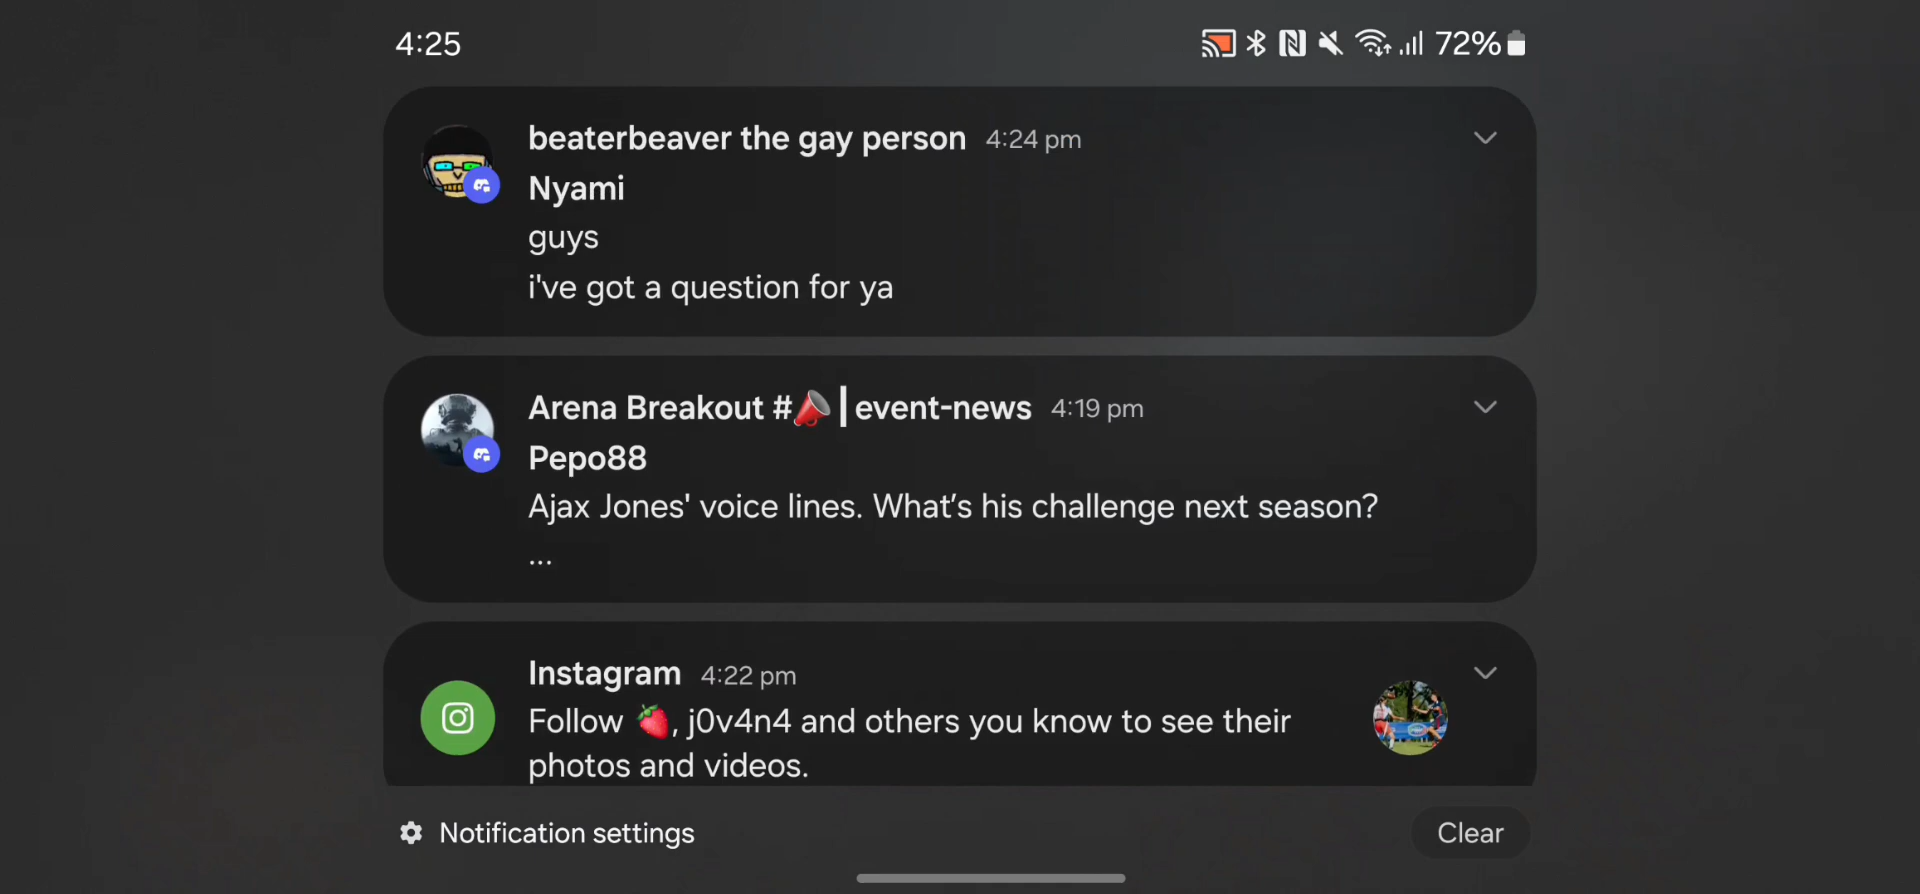 4:25
72%
beaterbeaver the gay person 4:24 pm
Nyami
guys
i've got a question for ya
Arena Breakout #📣┃event-news 4:19 pm
Pepo88
Ajax Jones' voice lines. What’s his challenge next season?
...
Instagram 4:22 pm
Follow 🍓, j0v4n4 and others you know to see their
photos and videos.
Notification settings
Clear